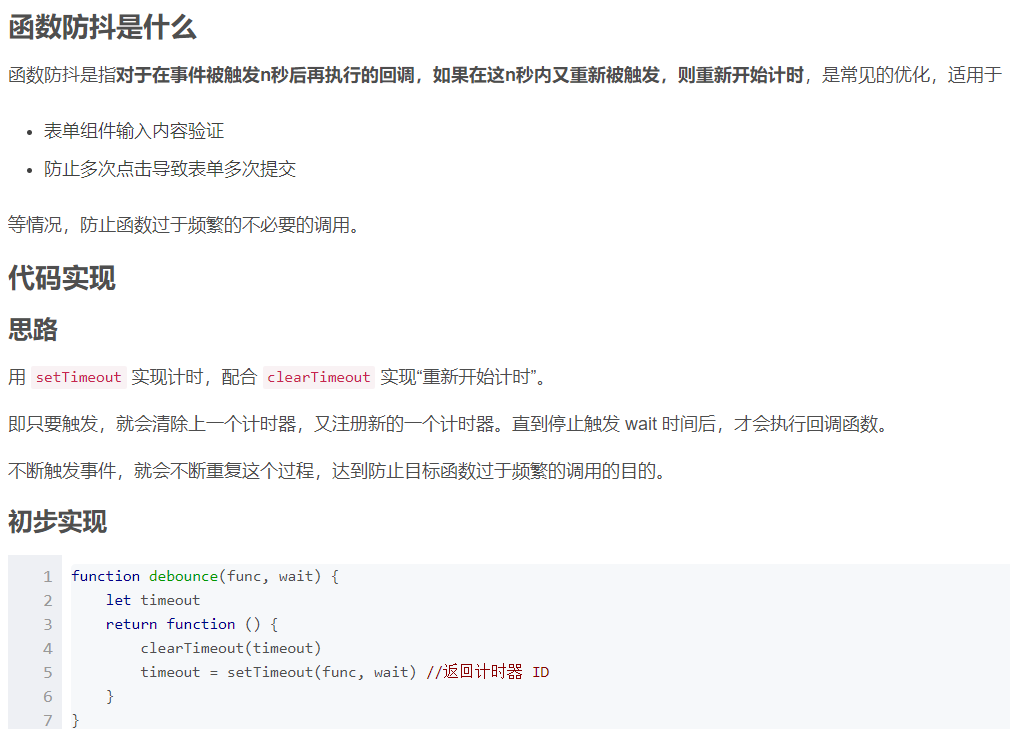 函数防抖是什么
函数防抖是指对于在事件被触发n秒后再执行的回调，如果在这n秒内又重新被触发，则重新开始计时，是常见的优化，适用于
• 表单组件输入内容验证
• 防止多次点击导致表单多次提交
等情况，防止函数过于频繁的不必要的调用。
代码实现
思路
用 setTimeout 实现计时，配合 clearTimeout 实现“重新开始计时”。
即只要触发，就会清除上一个计时器，又注册新的一个计时器。直到停止触发 wait 时间后，才会执行回调函数。
不断触发事件，就会不断重复这个过程，达到防止目标函数过于频繁的调用的目的。
初步实现
1 function debounce(func, wait) {
2     let timeout
3     return function () {
4         clearTimeout(timeout)
5         timeout = setTimeout(func, wait) //返回计时器 ID
6     }
7 }